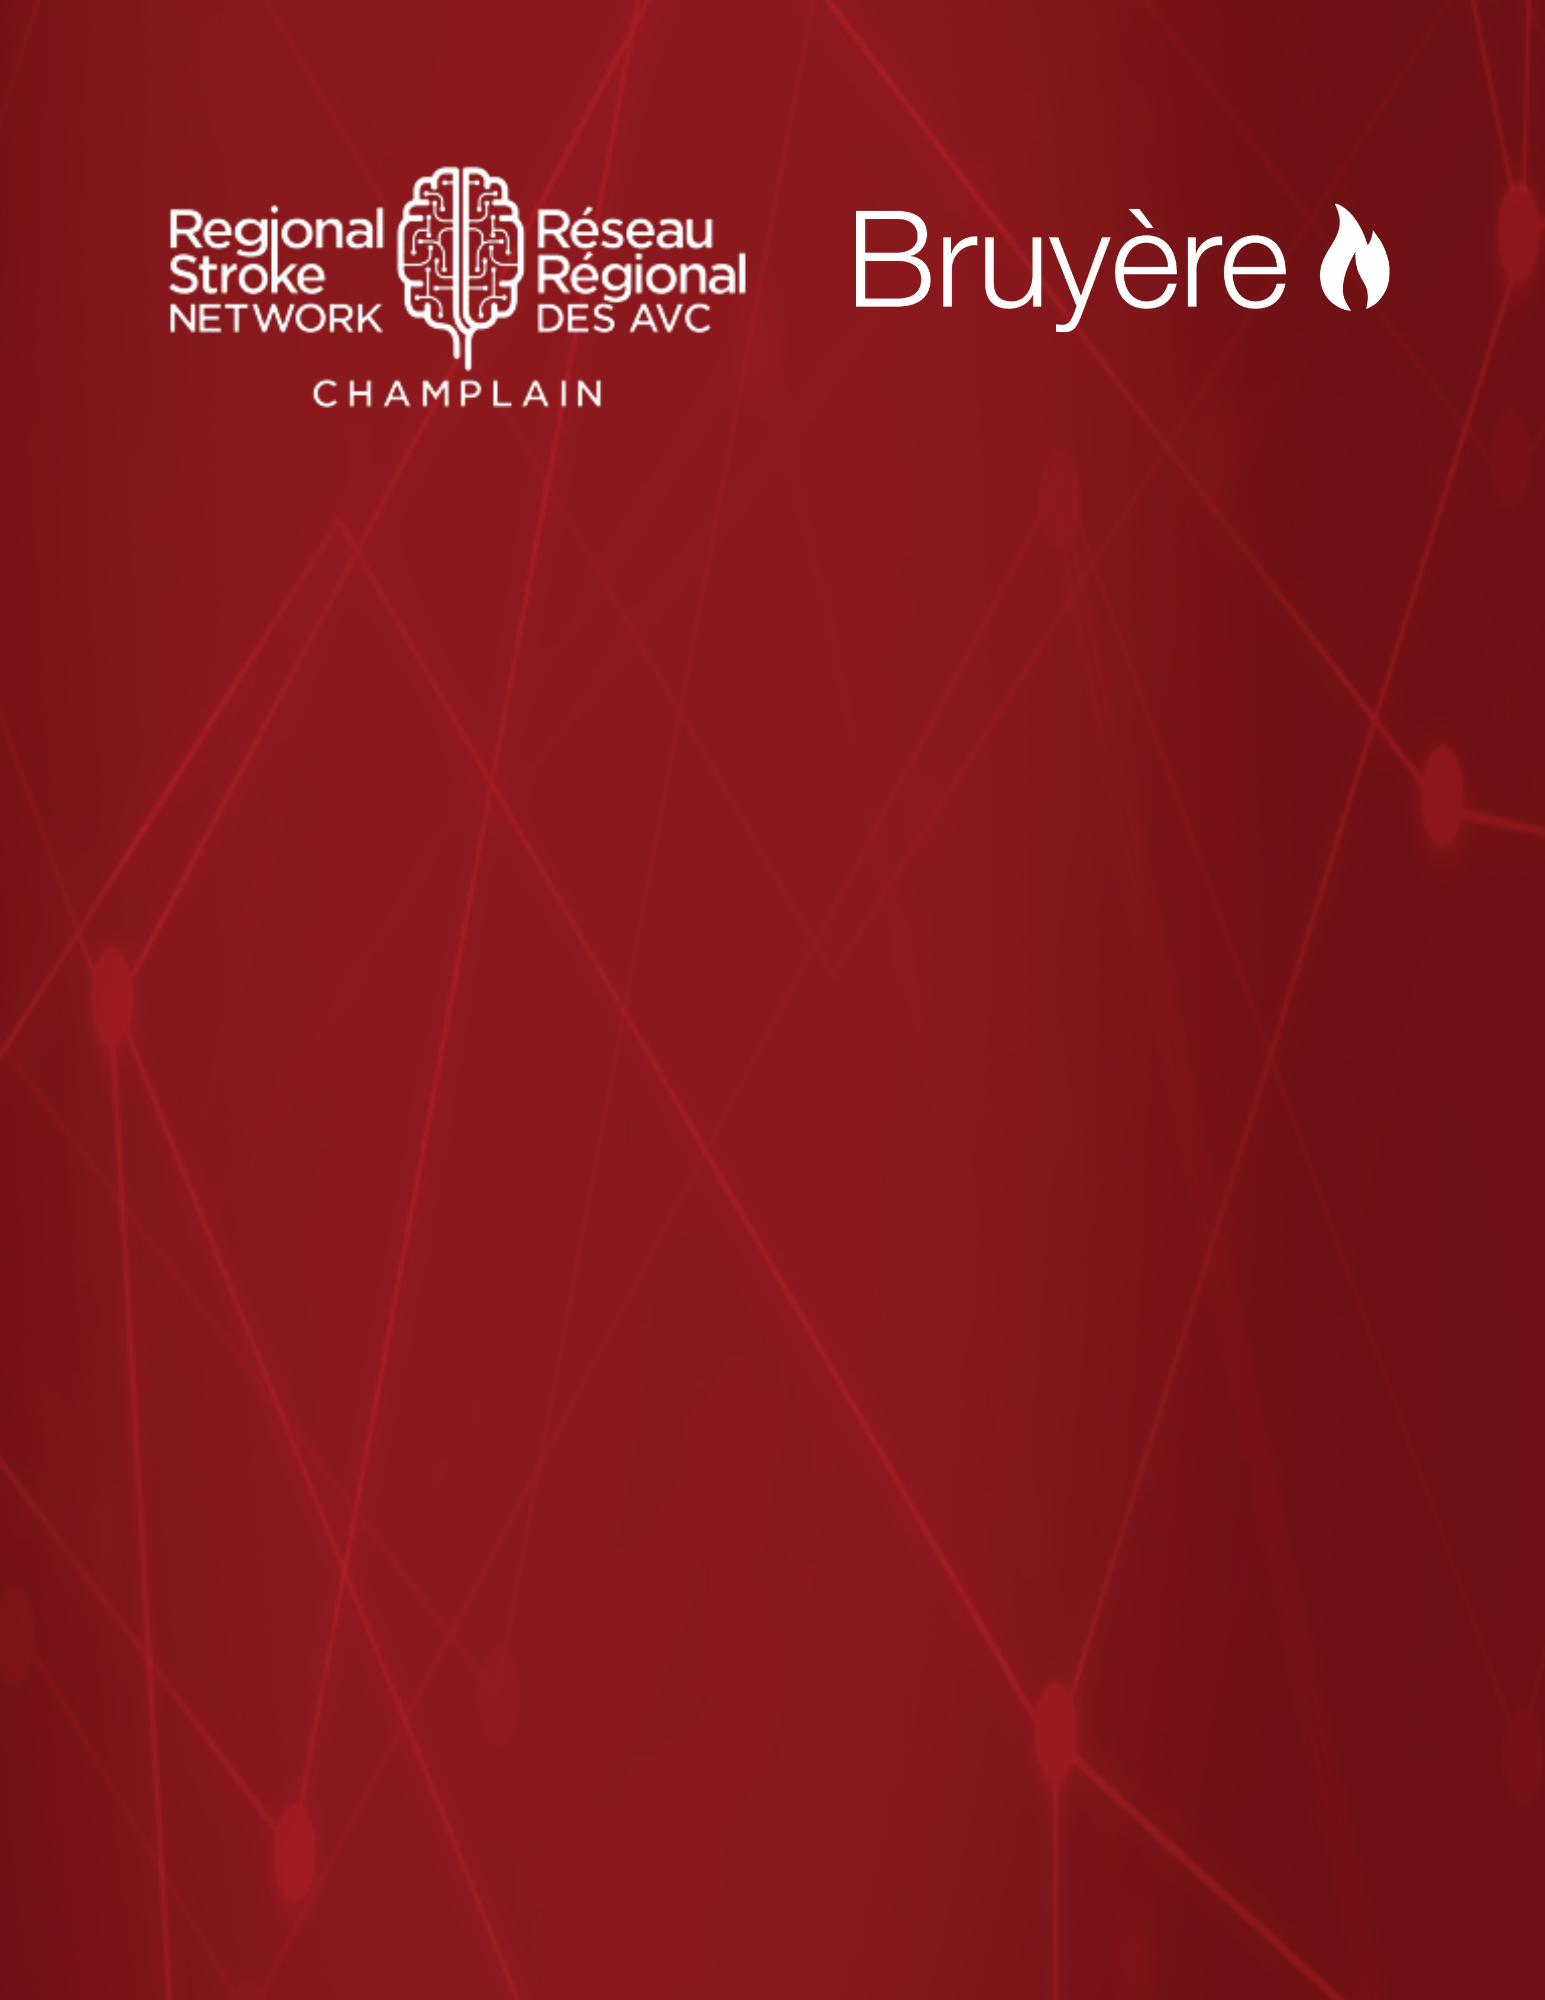 Regional
Stroke
NETWORK
Réseau
Régional
DES AVC
CHAMPLAIN
Bruyère